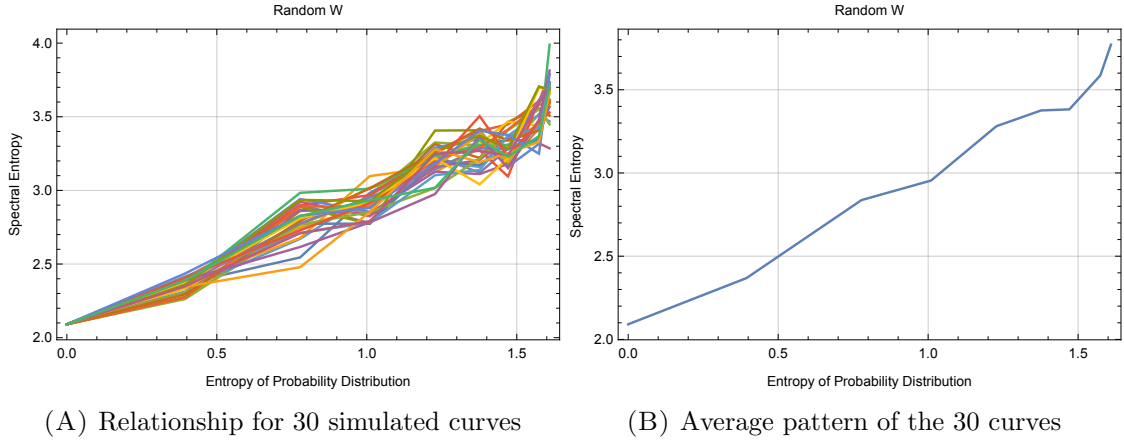 Random W
4.0
3.5
3.0
2.5
2.0
0.0 0.5 1.0 1.5
Spectral Entropy
Entropy of Probability Distribution
(A) Relationship for 30 simulated curves
Random W
3.5
3.0
2.5
2.0
0.0 0.5 1.0 1.5
Spectral Entropy
Entropy of Probability Distribution
(B) Average pattern of the 30 curves